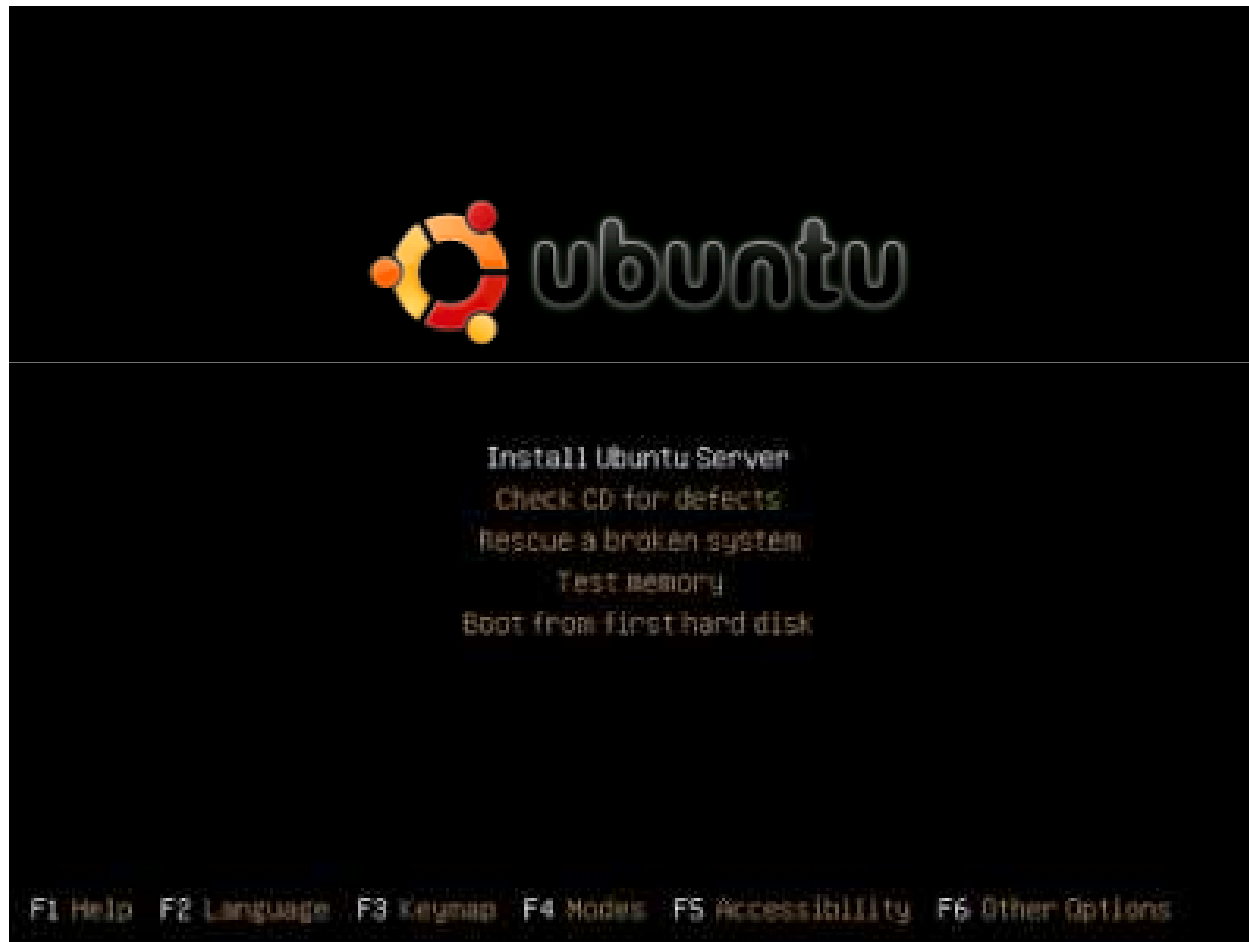 ubuntu
Install Ubuntu Server
Check CD for defects
Rescue a broken system
Test memory
Boot from first hard disk
F1 Help F2 Language F3 Keymap F4 Modes F5 Accessibility F6 Other Options